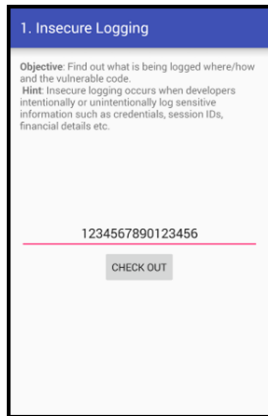 1. Insecure Logging
Objective: Find out what is being logged where/how
and the vulnerable code.
Hint: Insecure logging occurs when developers
intentionally or unintentionally log sensitive
information such as credentials, session IDs,
financial details etc.
1234567890123456
CHECK OUT